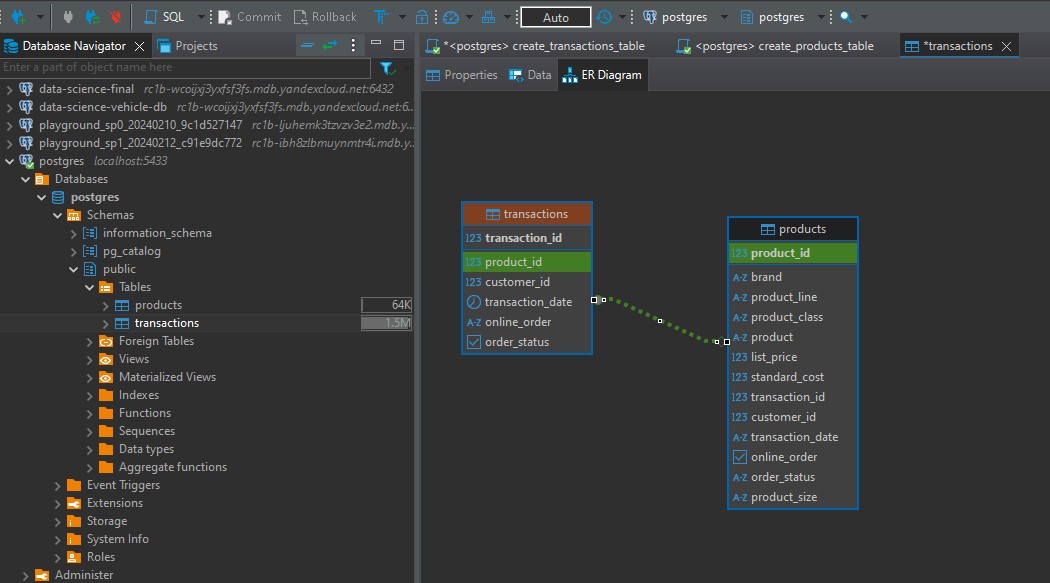 SQL Commit Rollback T Auto postgres postgres
Database Navigator Projects
Enter a part of object name here
data-science-final rc1b-wcoijxj3yxfsf3fs.mdb.yandexcloud.net:6432
data-science-vehicle-db rc1b-wcoijxj3yxfsf3fs.mdb.yandexcloud.net:6...
playground_sp0_20240210_9c1d527147 rc1b-ljuhemk3tzvzv3e2.mdb.y...
playground_sp1_20240212_c91e9dc772 rc1b-ibh8zlbmuynmtr4i.mdb.y...
postgres localhost:5433
Databases
postgres
Schemas
information_schema
pg_catalog
public
Tables
products 64K
transactions 1.5M
Foreign Tables
Views
Materialized Views
Indexes
Functions
Sequences
Data types
Aggregate functions
Event Triggers
Extensions
Storage
System Info
Roles
Administer
*<postgres> create_transactions_table <postgres> create_products_table *transactions
Properties Data ER Diagram
transactions
123 transaction_id
123 product_id
123 customer_id
transaction_date
A-Z online_order
order_status
products
123 product_id
A-Z brand
A-Z product_line
A-Z product_class
A-Z product
123 list_price
123 standard_cost
123 transaction_id
123 customer_id
A-Z transaction_date
online_order
A-Z order_status
A-Z product_size